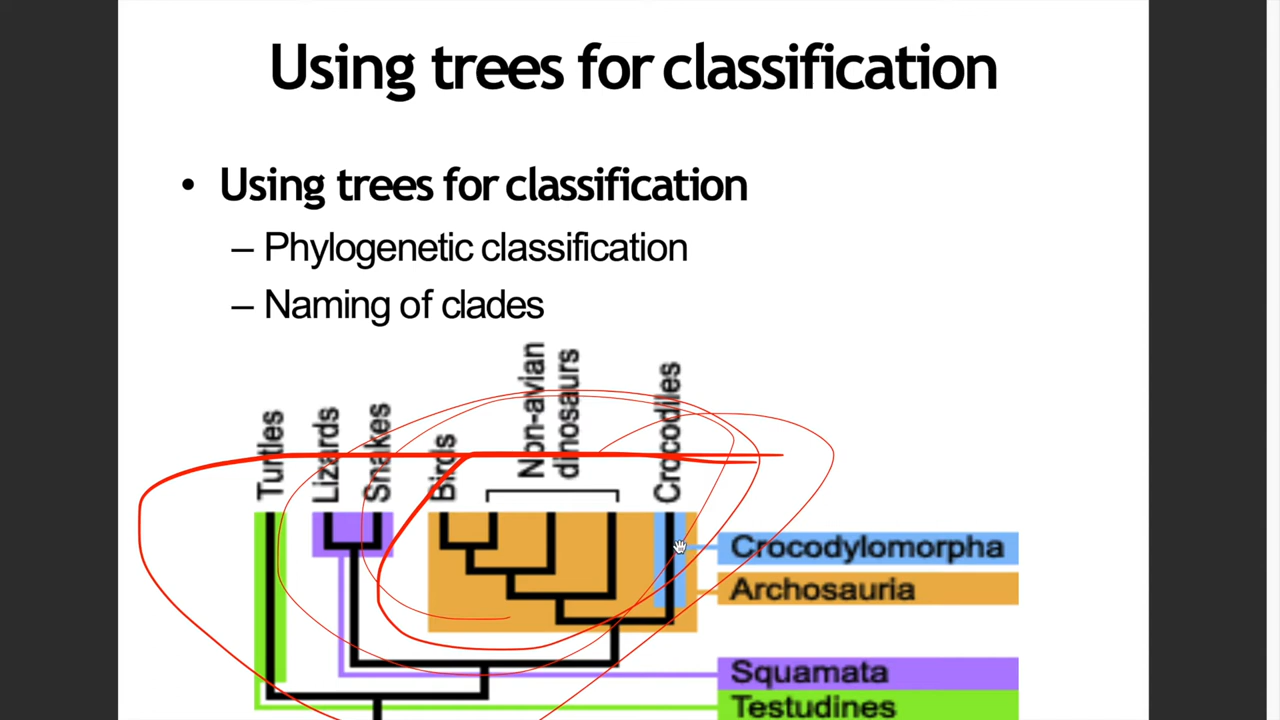 Using trees for classification
• Using trees for classification
– Phylogenetic classification
– Naming of clades
Turtles
Lizards
Snakes
Birds
Non-avian
dinosaurs
Crocodiles
Crocodylomorpha
Archosauria
Squamata
Testudines